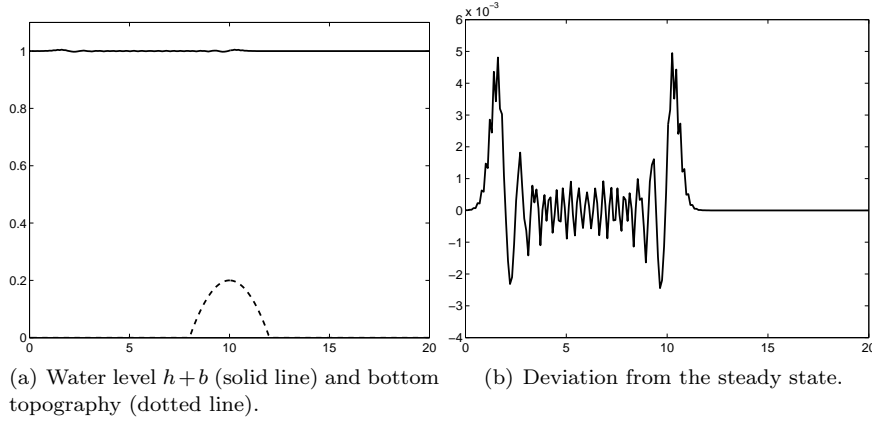 1
0.8
0.6
0.4
0.2
0
0 5 10 15 20
(a) Water level h+b (solid line) and bottom
topography (dotted line).
6 x 10⁻³
5
4
3
2
1
0
−1
−2
−3
−4
0 5 10 15 20
(b) Deviation from the steady state.